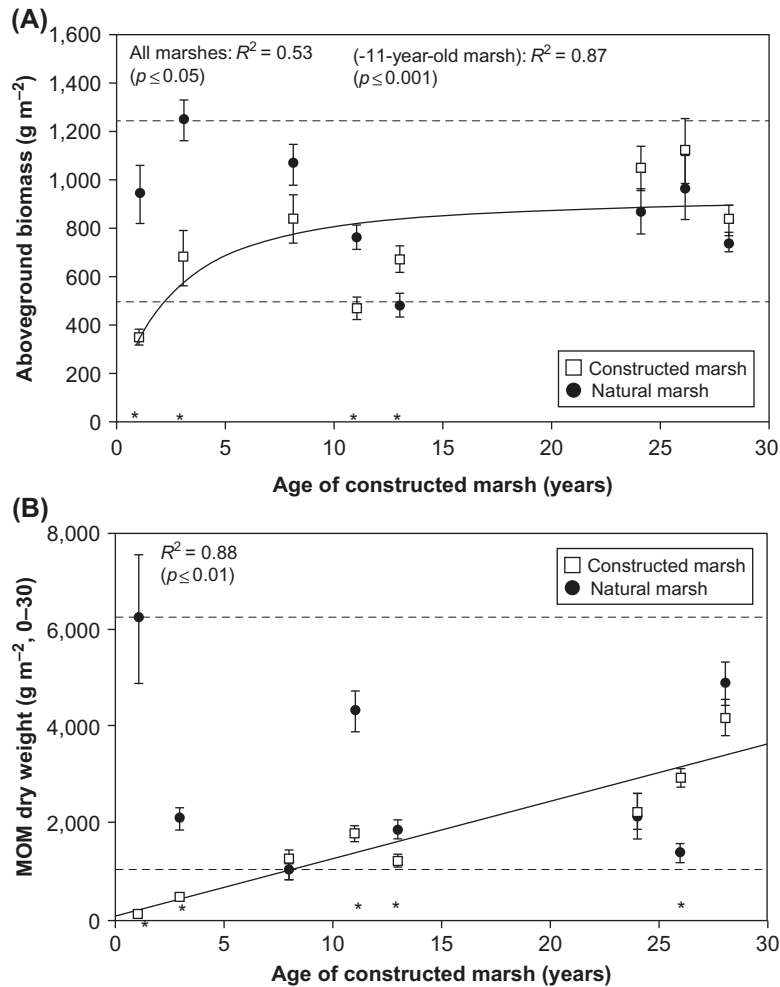 (A)
1,600
1,400
1,200
1,000
800
600
400
200
0
Aboveground biomass (g m⁻²)
All marshes: R² = 0.53
(p ≤ 0.05)
(-11-year-old marsh): R² = 0.87
(p ≤ 0.001)
Constructed marsh
Natural marsh
* * * *
0 5 10 15 20 25 30
Age of constructed marsh (years)
(B)
8,000
6,000
4,000
2,000
0
MOM dry weight (g m⁻², 0–30)
R² = 0.88
(p ≤ 0.01)
Constructed marsh
Natural marsh
* * * * *
0 5 10 15 20 25 30
Age of constructed marsh (years)